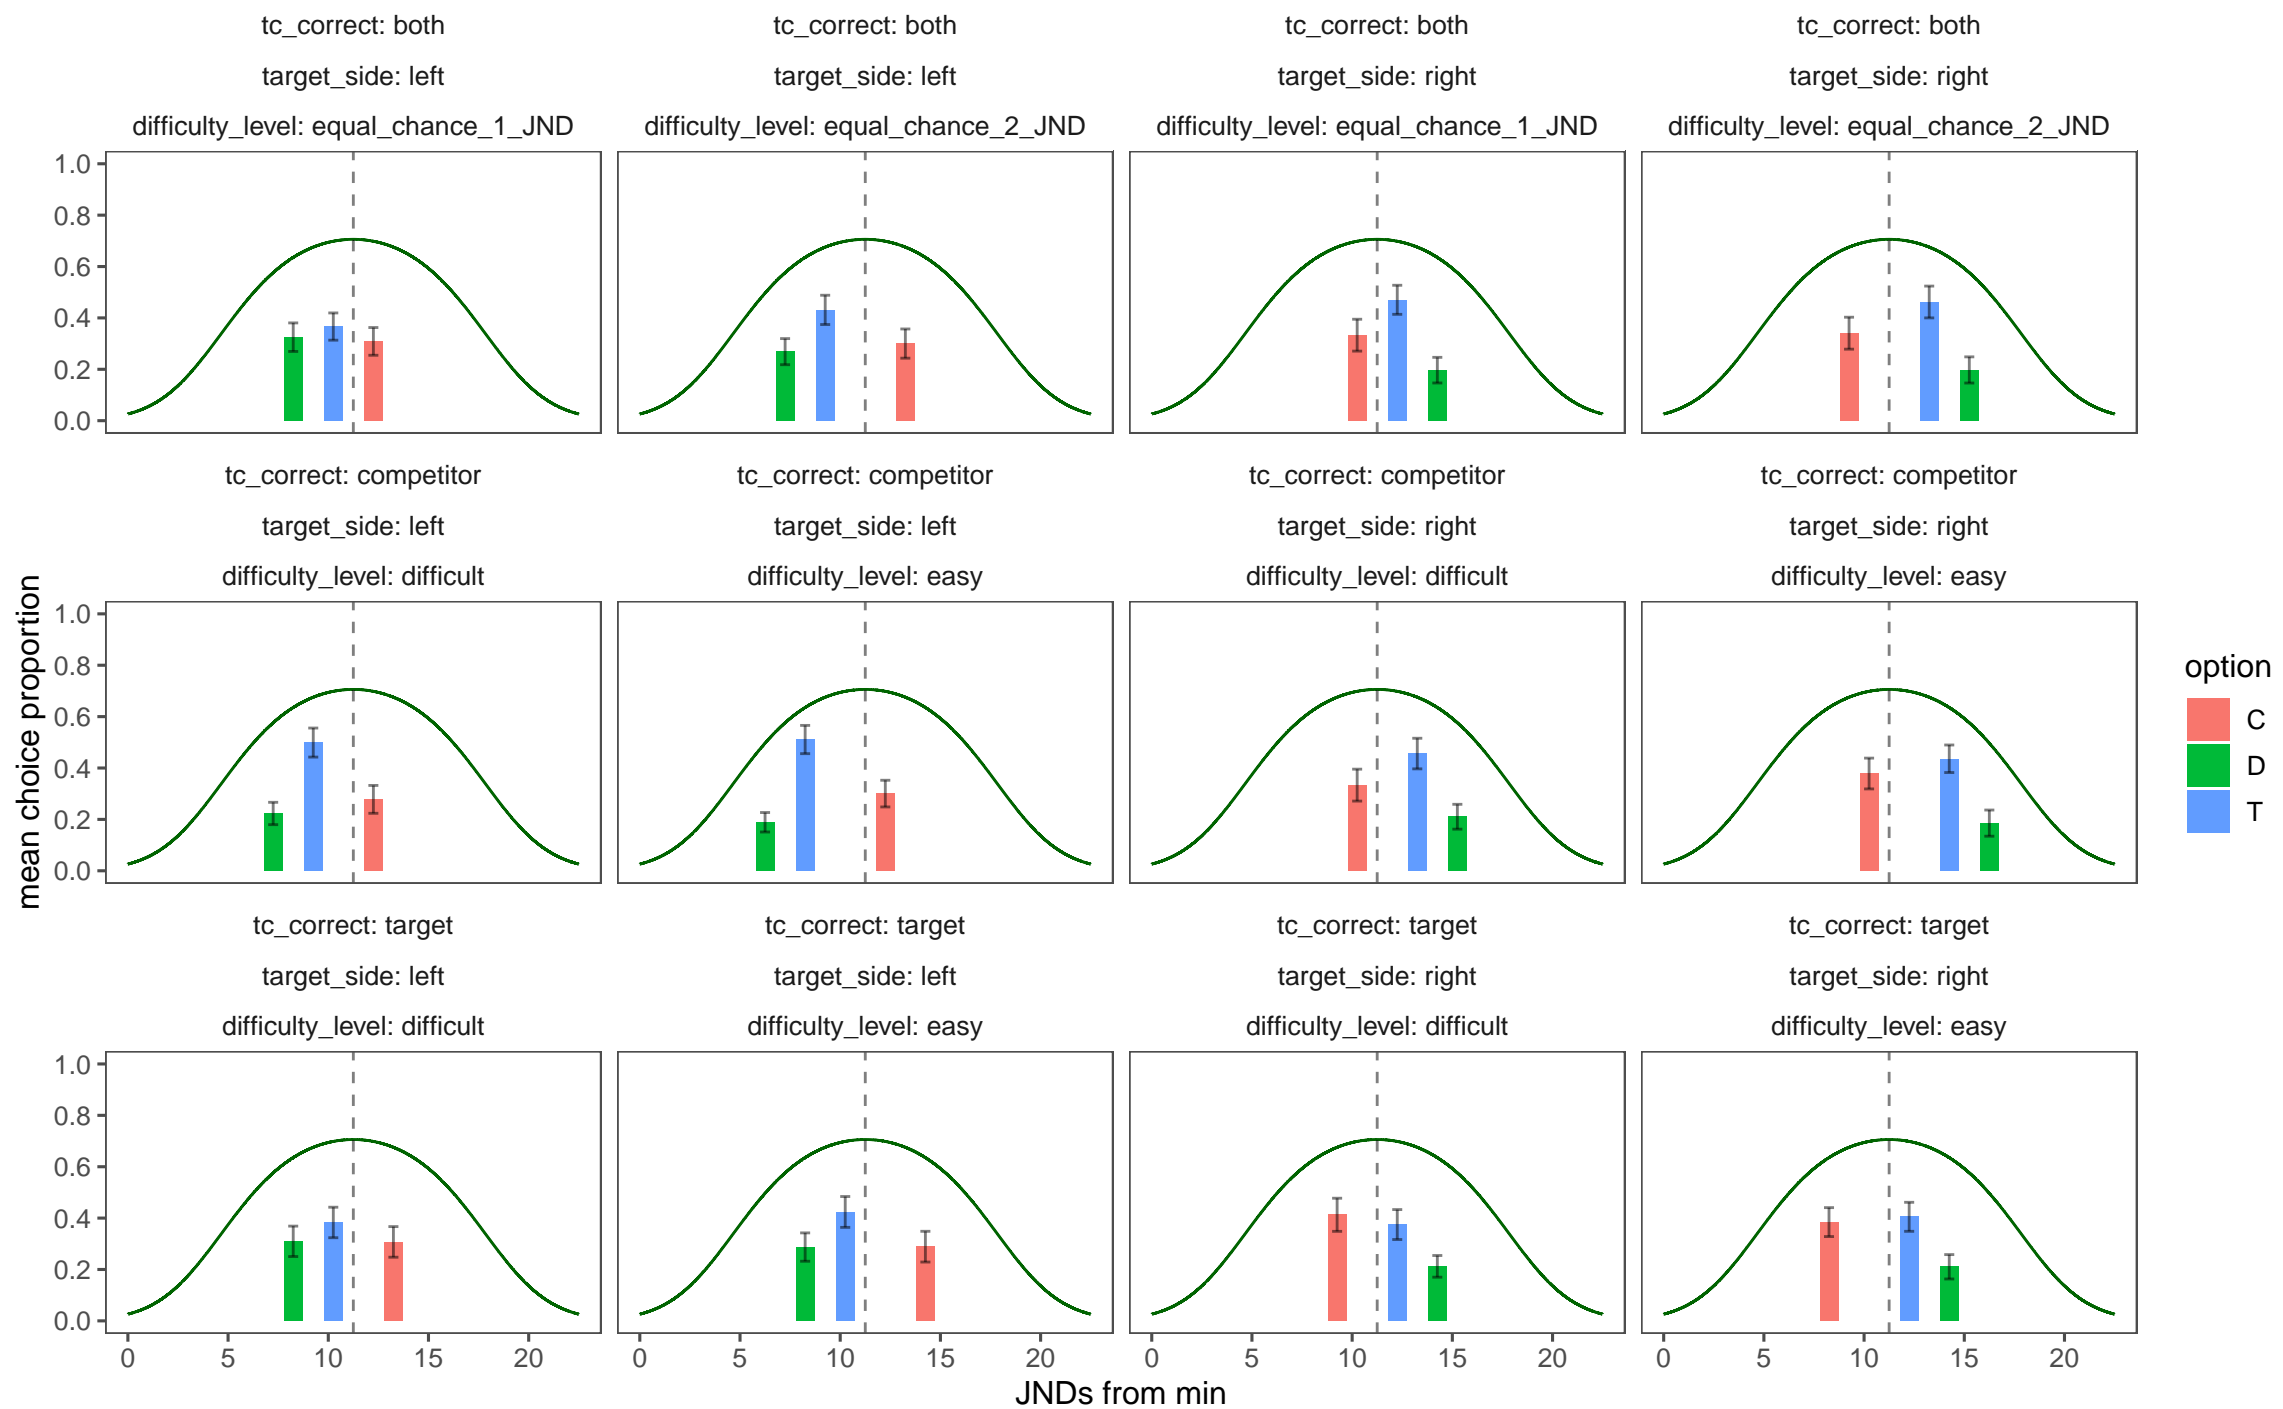 tc_correct: both
tc_correct: both
tc_correct: both
tc_correct: both
target_side: left
target_side: left
target_side: right
target_side: right
difficulty_level: equal_chance_1_JND
difficulty_level: equal_chance_2_JND
difficulty_level: equal_chance_1_JND
difficulty_level: equal_chance_2_JND
1.0
0.8
0.6
0.4
0.2
0.0
tc_correct: competitor
tc_correct: competitor
tc_correct: competitor
tc_correct: competitor
target_side: left
target_side: left
target_side: right
target_side: right
difficulty_level: difficult
difficulty_level: easy
difficulty_level: difficult
difficulty_level: easy
1.0
0.8
0.6
0.4
0.2
0.0
mean choice proportion
tc_correct: target
tc_correct: target
tc_correct: target
tc_correct: target
target_side: left
target_side: left
target_side: right
target_side: right
difficulty_level: difficult
difficulty_level: easy
difficulty_level: difficult
difficulty_level: easy
1.0
0.8
0.6
0.4
0.2
0.0
0 5 10 15 20
0 5 10 15 20
0 5 10 15 20
0 5 10 15 20
JNDs from min
option
C
D
T